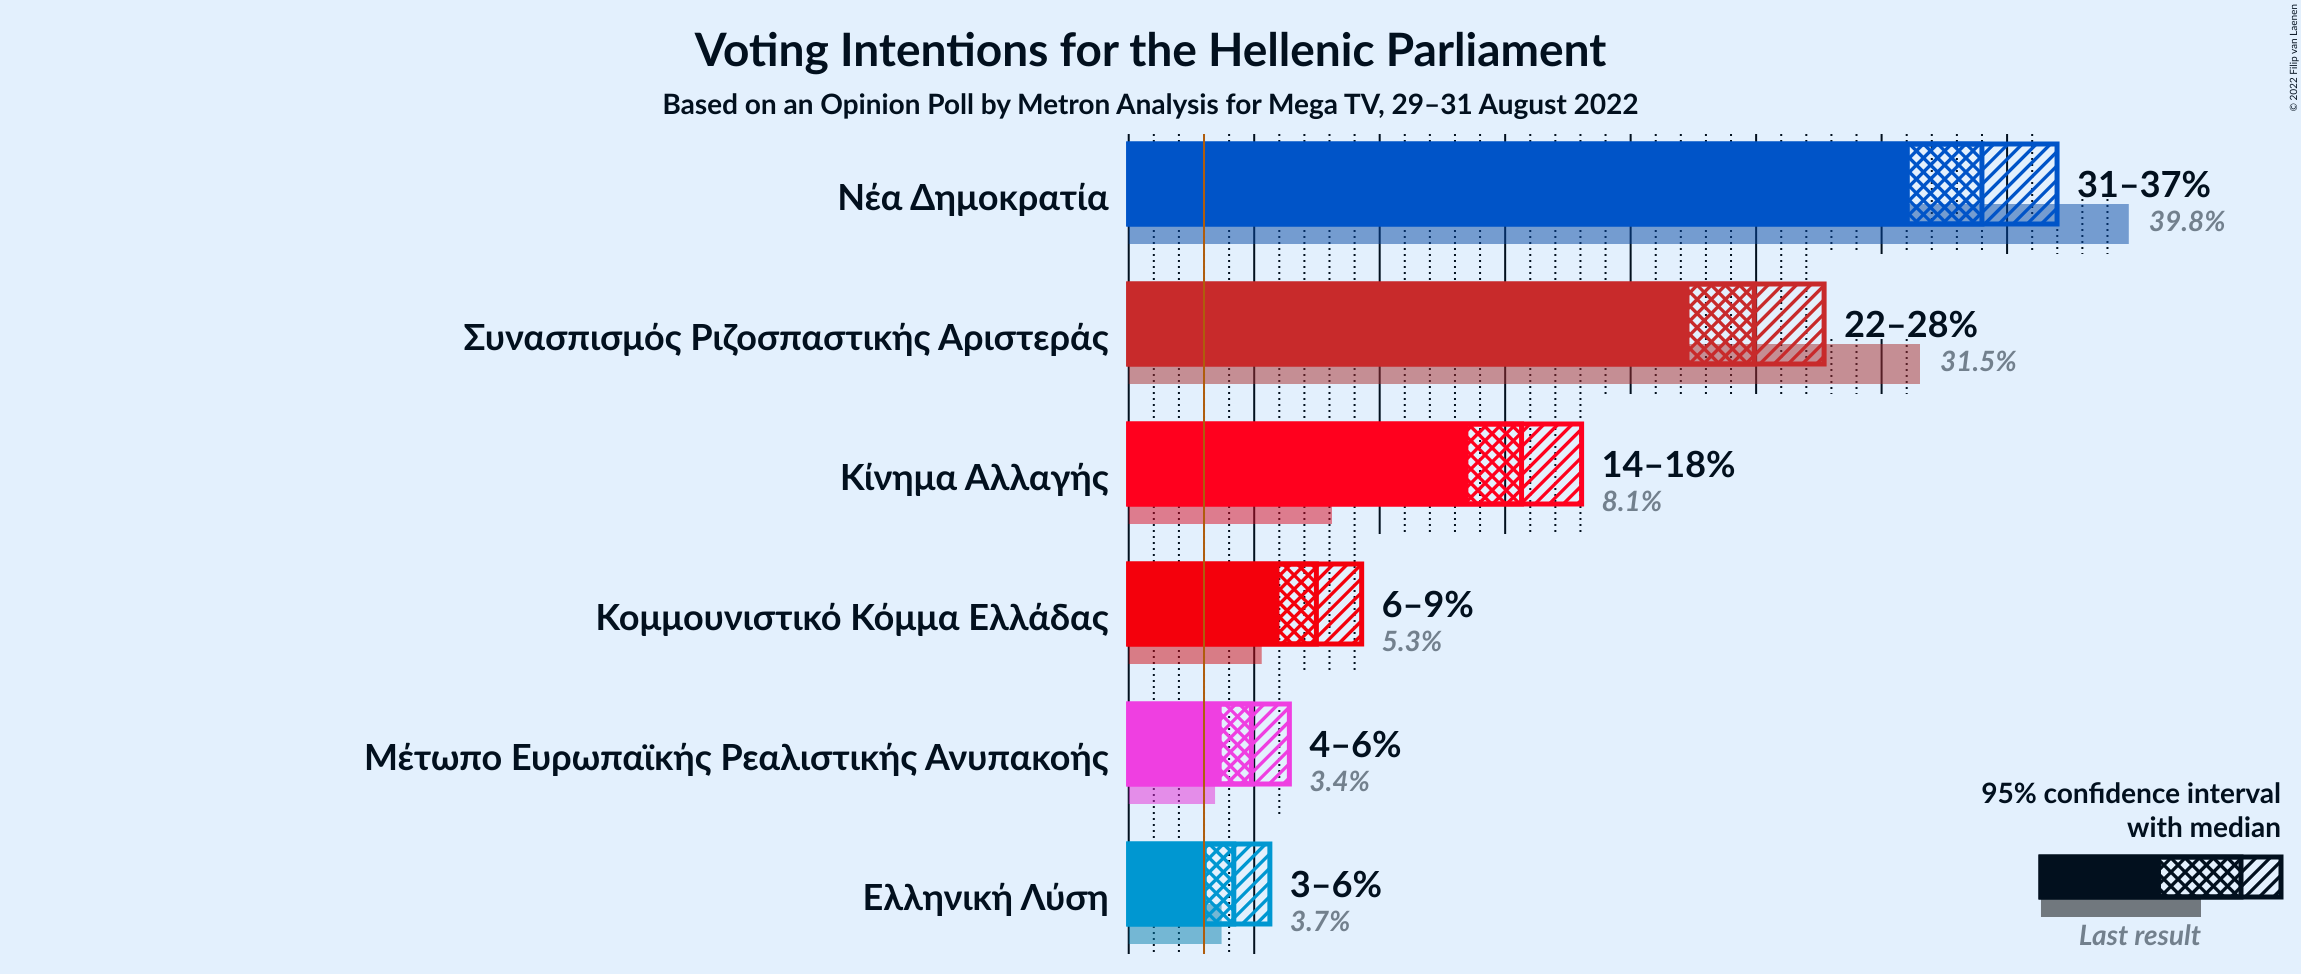 Voting Intentions for the Hellenic Parliament
Based on an Opinion Poll by Metron Analysis for Mega TV, 29–31 August 2022
© 2022 Filip van Laenen
Νέα Δημοκρατία
31–37%
39.8%
Συνασπισμός Ριζοσπαστικής Αριστεράς
22–28%
31.5%
Κίνημα Αλλαγής
14–18%
8.1%
Κομμουνιστικό Κόμμα Ελλάδας
6–9%
5.3%
Μέτωπο Ευρωπαϊκής Ρεαλιστικής Ανυπακοής
4–6%
3.4%
Ελληνική Λύση
3–6%
3.7%
95% confidence interval
with median
Last result